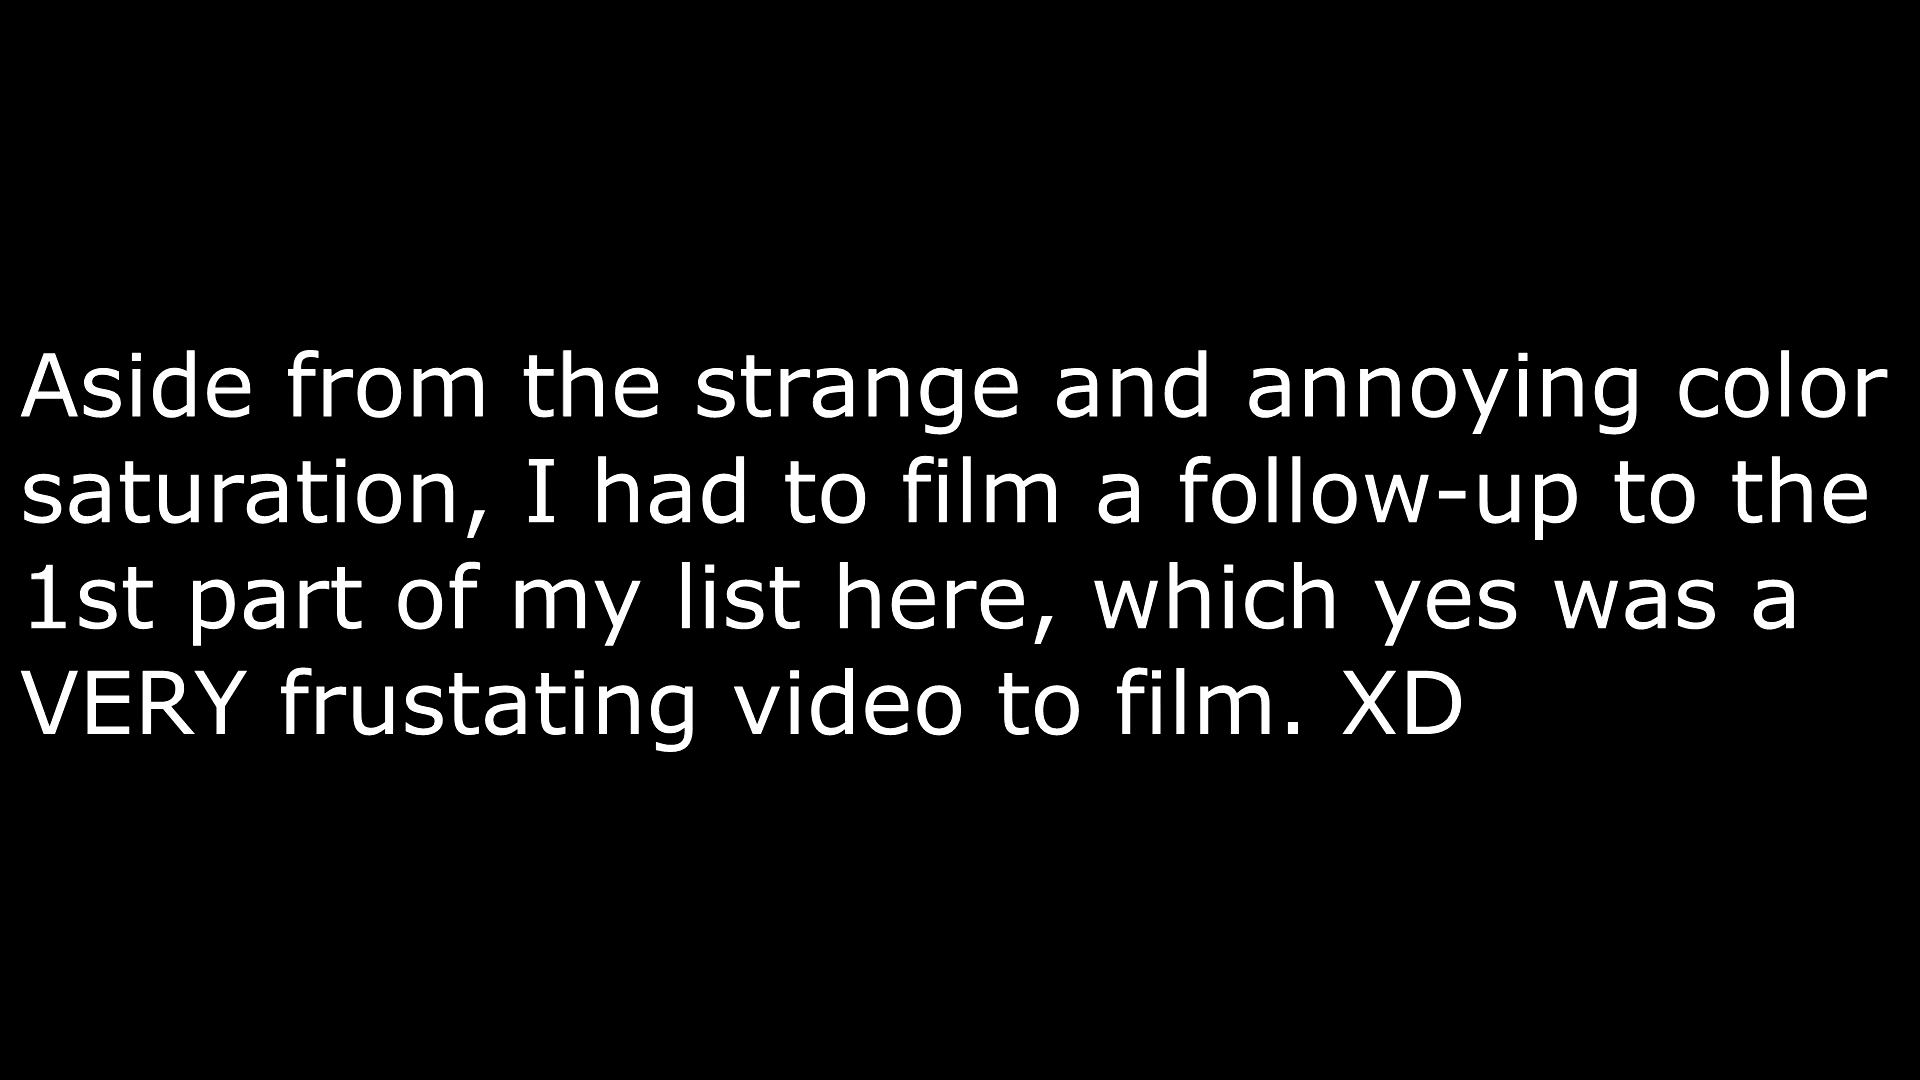 Aside from the strange and annoying color
saturation, I had to film a follow-up to the
1st part of my list here, which yes was a
VERY frustating video to film. XD